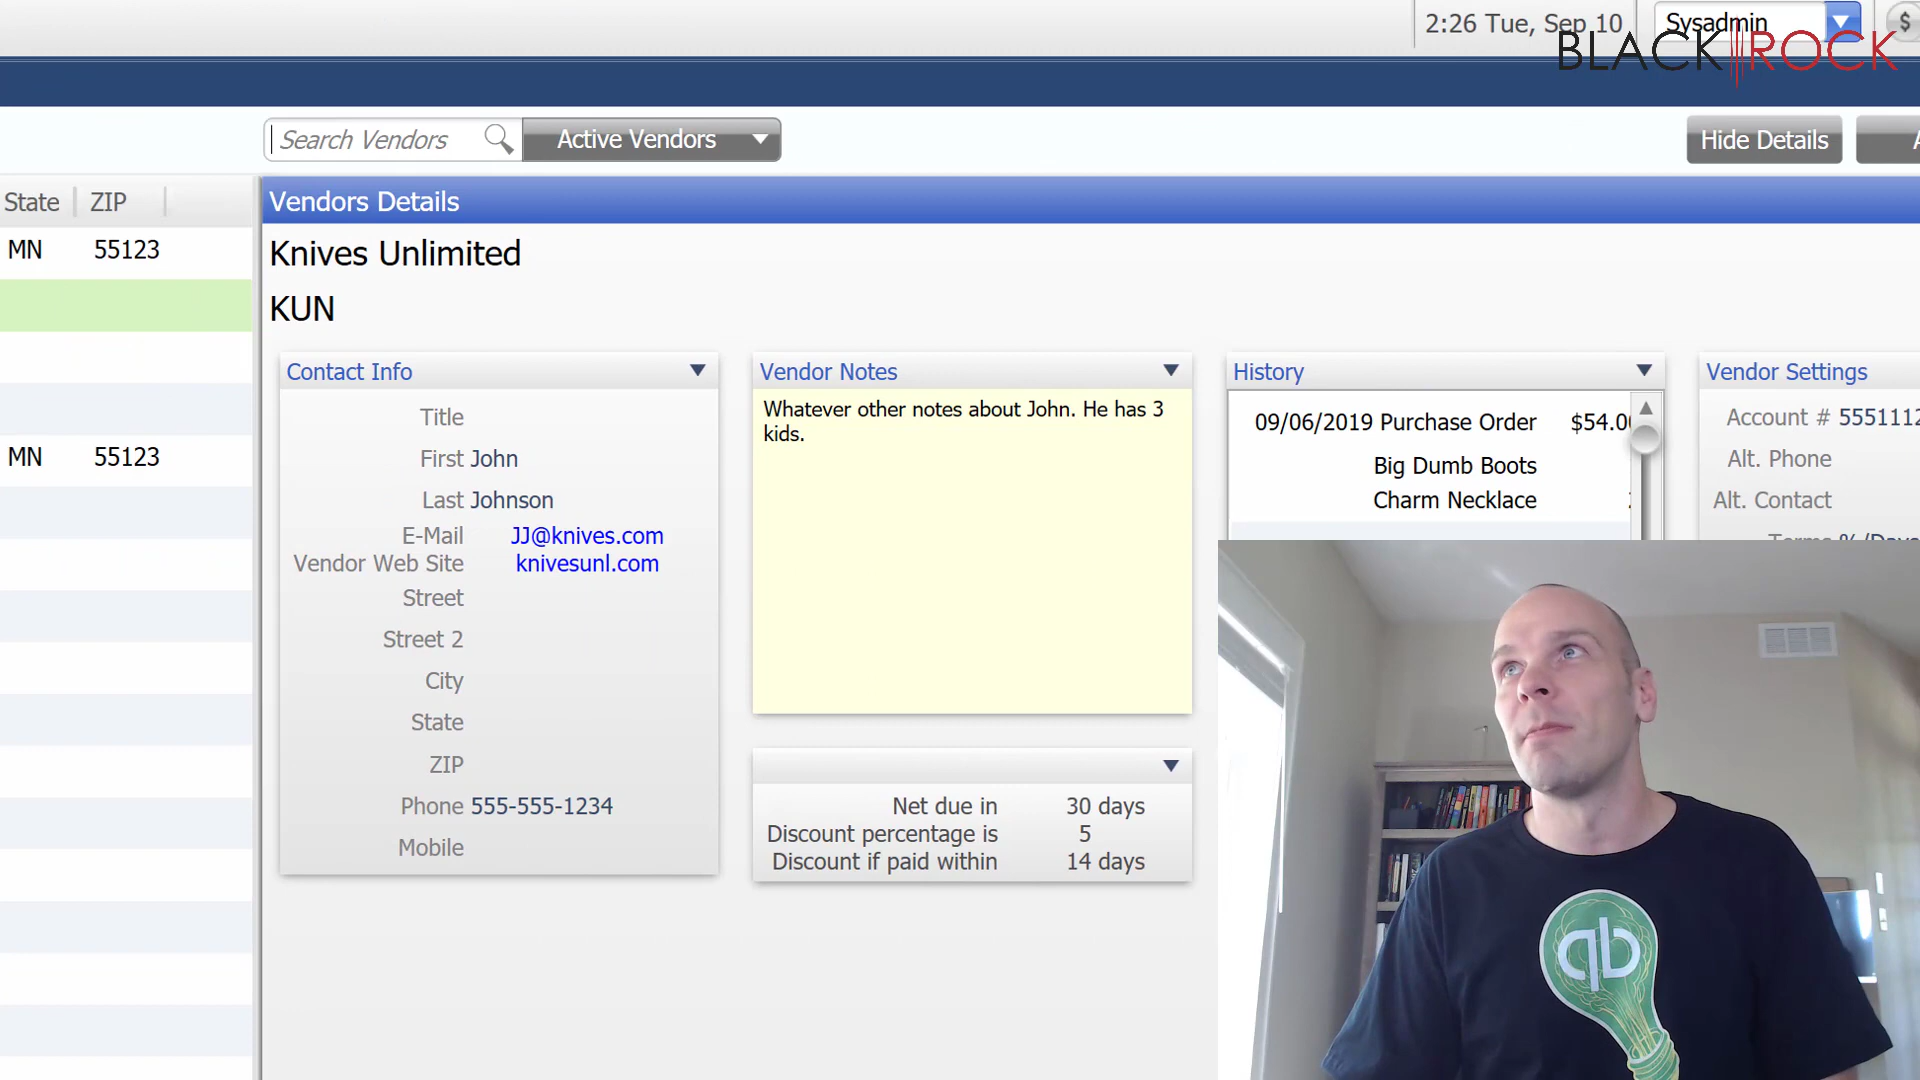 2:26 Tue, Sep 10
Sysadmin
$
BLACK ROCK
Search Vendors
Active Vendors
Hide Details
State
ZIP
Vendors Details
MN
55123
Knives Unlimited
KUN
Contact Info
Vendor Notes
History
Vendor Settings
Title
First John
Last Johnson
E-Mail JJ@knives.com
Vendor Web Site knivesunl.com
Street
Street 2
City
State
ZIP
Phone 555-555-1234
Mobile
MN
55123
Whatever other notes about John. He has 3
kids.
Net due in 30 days
Discount percentage is 5
Discount if paid within 14 days
09/06/2019 Purchase Order $54.0
Big Dumb Boots
Charm Necklace
Account # 5551112
Alt. Phone
Alt. Contact
qb